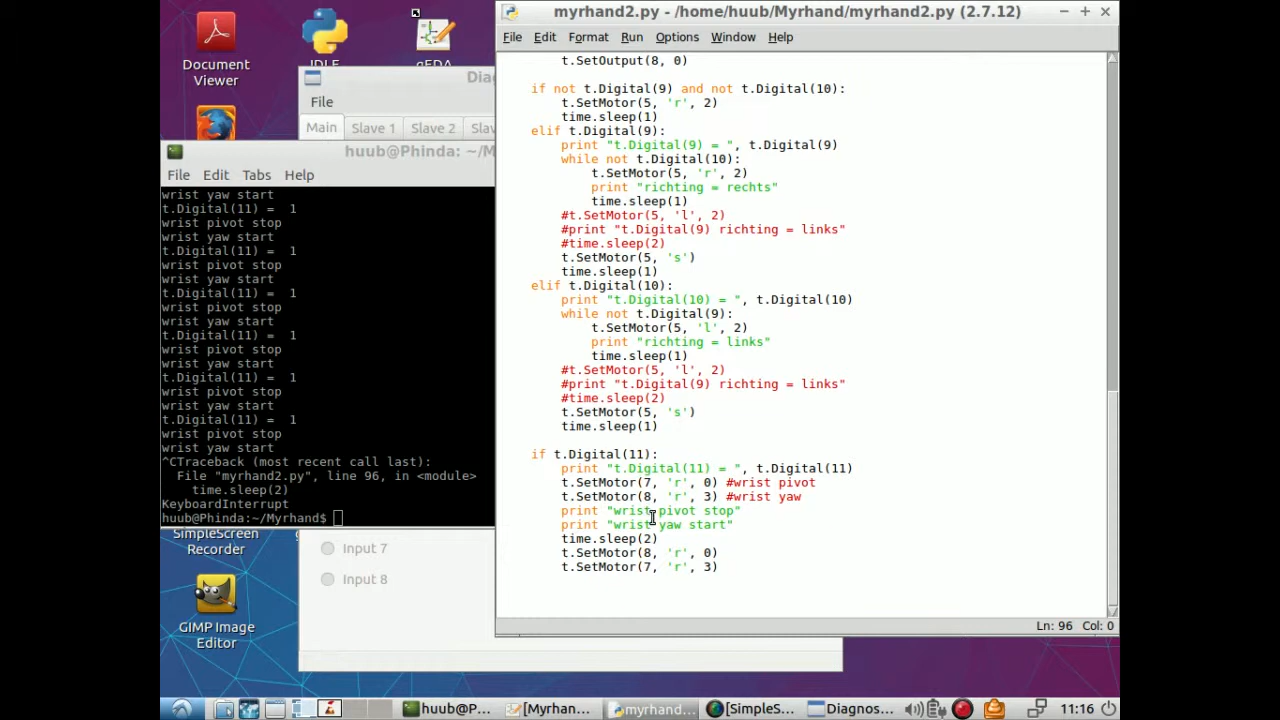 Document
Viewer
IDLE
gEDA
File
Main Slave 1 Slave 2
huub@Phinda: ~/M
File Edit Tabs Help
wrist yaw start
t.Digital(11) =  1
wrist pivot stop
wrist yaw start
t.Digital(11) =  1
wrist pivot stop
wrist yaw start
t.Digital(11) =  1
wrist pivot stop
wrist yaw start
t.Digital(11) =  1
wrist pivot stop
wrist yaw start
t.Digital(11) =  1
wrist pivot stop
wrist yaw start
t.Digital(11) =  1
wrist pivot stop
wrist yaw start
^CTraceback (most recent call last):
  File "myrhand2.py", line 96, in <module>
    time.sleep(2)
KeyboardInterrupt
huub@Phinda:~/Myrhand$
SimpleScreen
Recorder
GIMP Image
Editor
Input 7
Input 8
myrhand2.py - /home/huub/Myrhand/myrhand2.py (2.7.12)
File Edit Format Run Options Window Help
        t.SetOutput(8, 0)
    if not t.Digital(9) and not t.Digital(10):
        t.SetMotor(5, 'r', 2)
        time.sleep(1)
    elif t.Digital(9):
        print "t.Digital(9) = ", t.Digital(9)
        while not t.Digital(10):
            t.SetMotor(5, 'r', 2)
            print "richting = rechts"
            time.sleep(1)
        #t.SetMotor(5, 'l', 2)
        #print "t.Digital(9) richting = links"
        #time.sleep(2)
        t.SetMotor(5, 's')
        time.sleep(1)
    elif t.Digital(10):
        print "t.Digital(10) = ", t.Digital(10)
        while not t.Digital(9):
            t.SetMotor(5, 'l', 2)
            print "richting = links"
            time.sleep(1)
        #t.SetMotor(5, 'l', 2)
        #print "t.Digital(9) richting = links"
        #time.sleep(2)
        t.SetMotor(5, 's')
        time.sleep(1)
    if t.Digital(11):
        print "t.Digital(11) = ", t.Digital(11)
        t.SetMotor(7, 'r', 0) #wrist pivot
        t.SetMotor(8, 'r', 3) #wrist yaw
        print "wrist pivot stop"
        print "wrist yaw start"
        time.sleep(2)
        t.SetMotor(8, 'r', 0)
        t.SetMotor(7, 'r', 3)
Ln: 96 Col: 0
huub@P... [Myrhan... myrhand... [SimpleS... Diagnos... 11:16